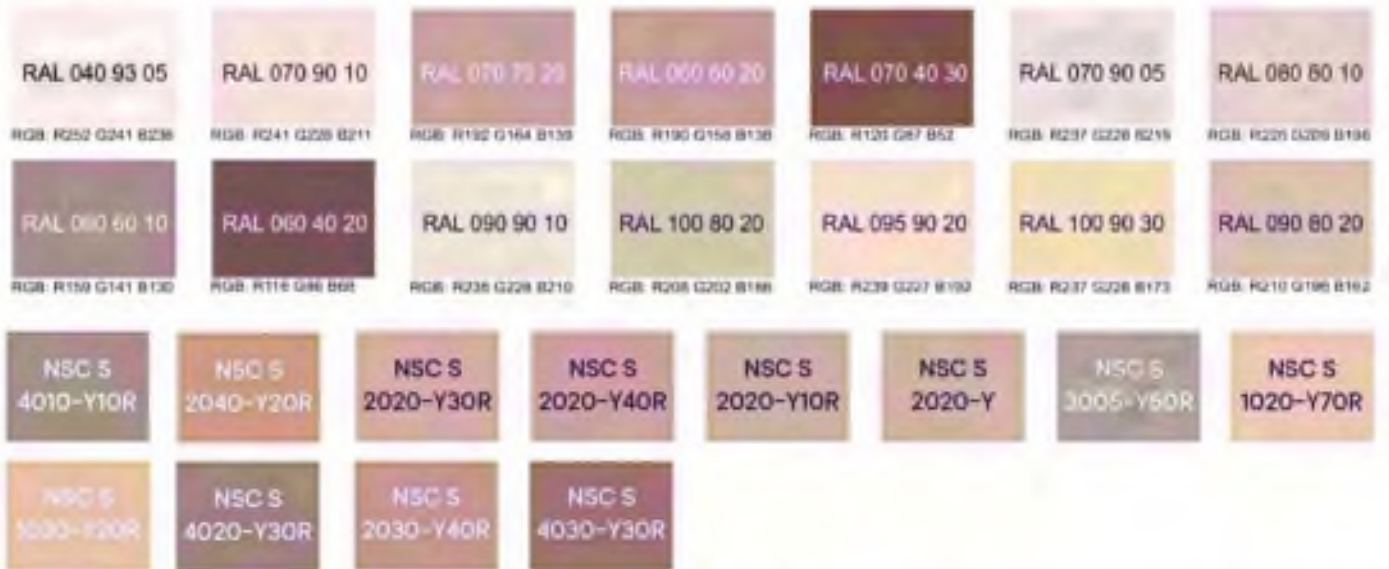 RAL 040 93 05
RAL 070 90 10
RAL 070 70 20
RAL 060 60 20
RAL 070 40 30
RAL 070 90 05
RAL 080 80 10
RGB: R252 G241 B238
RGB: R241 G226 B211
RGB: R192 G164 B139
RGB: R190 G158 B138
RGB: R120 G87 B52
RGB: R237 G228 B219
RGB: R226 G209 B196
RAL 060 60 10
RAL 060 40 20
RAL 090 90 10
RAL 100 80 20
RAL 095 90 20
RAL 100 90 30
RAL 090 80 20
RGB: R159 G141 B130
RGB: R116 G86 B68
RGB: G228 B210
RGB: R208 G202 B166
RGB: R239 G227 B192
RGB: R237 G228 B173
RGB: R210 G196 B162
NSC S
4010-Y10R
NSC S
2040-Y20R
NSC S
2020-Y30R
NSC S
2020-Y40R
NSC S
2020-Y10R
NSC S
2020-Y
NSC S
3005-Y50R
NSC S
1020-Y70R
NSC S
1030-Y20R
NSC S
4020-Y30R
NSC S
2030-Y40R
NSC S
4030-Y30R